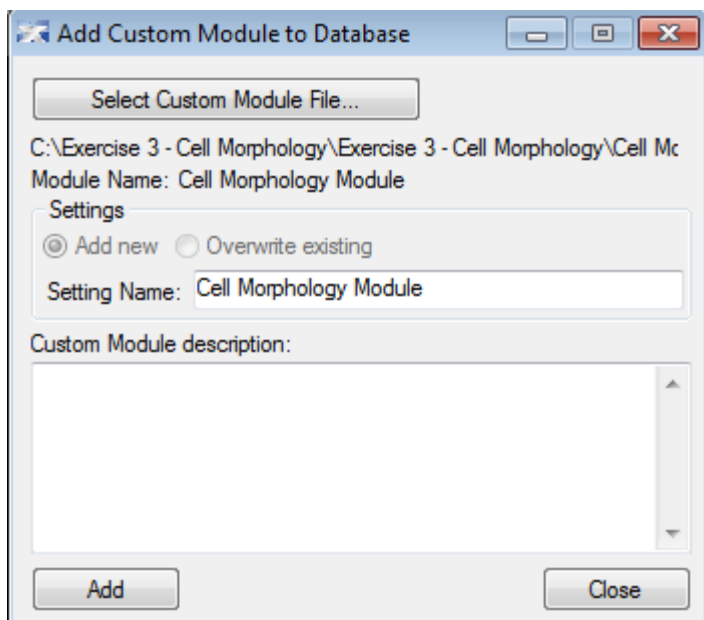 Add Custom Module to Database
Select Custom Module File...
C:\Exercise 3 - Cell Morphology\Exercise 3 - Cell Morphology\Cell Mc
Module Name: Cell Morphology Module
Settings
Add new Overwrite existing
Setting Name: Cell Morphology Module
Custom Module description:
Add Close